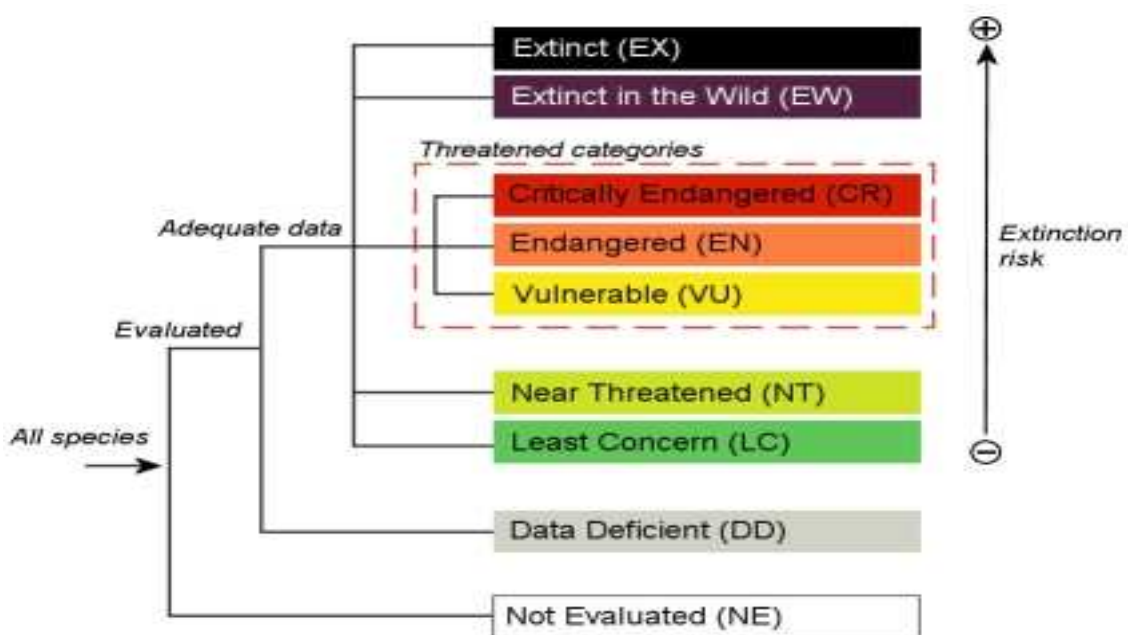 Extinct (EX)
Extinct in the Wild (EW)
Threatened categories
Critically Endangered (CR)
Adequate data
Endangered (EN)
Extinction
risk
Vulnerable (VU)
Evaluated
Near Threatened (NT)
All species
Least Concern (LC)
Data Deficient (DD)
Not Evaluated (NE)